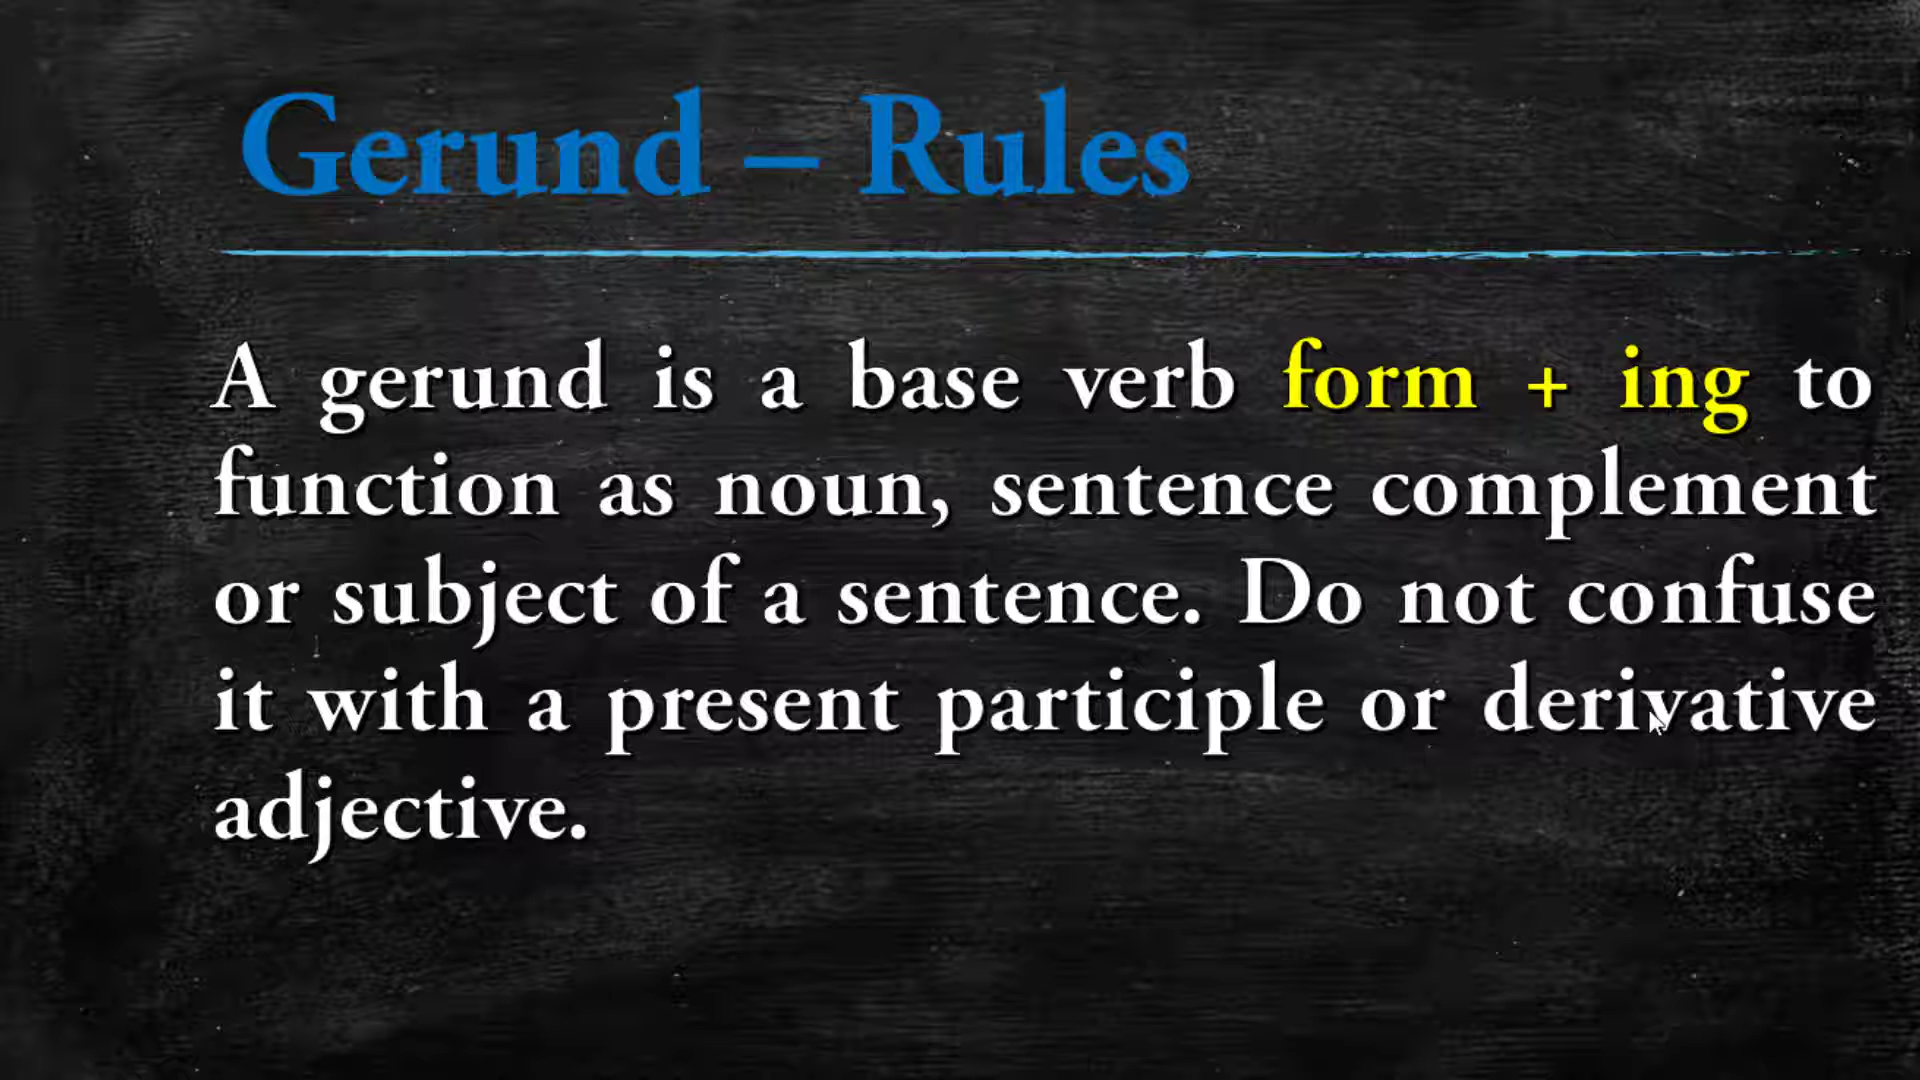 Gerund – Rules
A gerund is a base verb form + ing to
function as noun, sentence complement
or subject of a sentence. Do not confuse
it with a present participle or derivative
adjective.